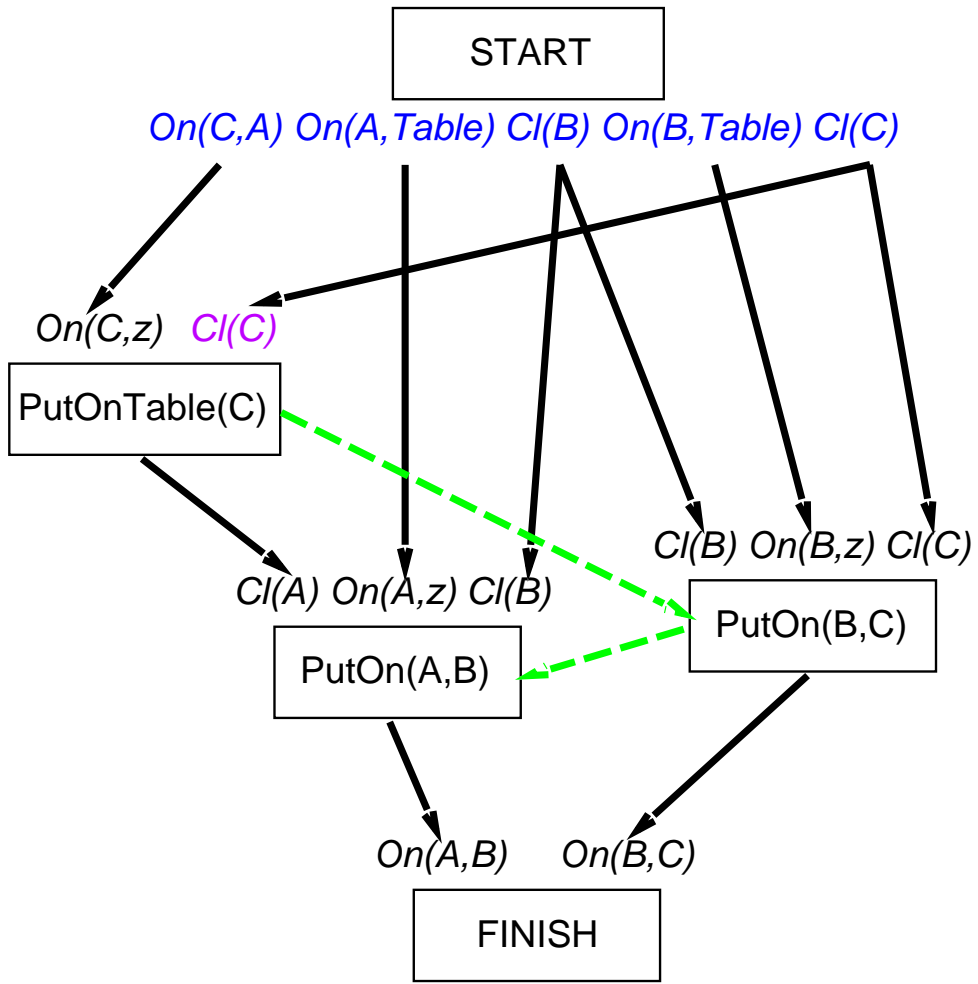 START
On(C,A) On(A,Table) Cl(B) On(B,Table) Cl(C)
On(C,z) Cl(C)
PutOnTable(C)
Cl(B) On(B,z) Cl(C)
Cl(A) On(A,z) Cl(B)
PutOn(B,C)
PutOn(A,B)
On(A,B) On(B,C)
FINISH